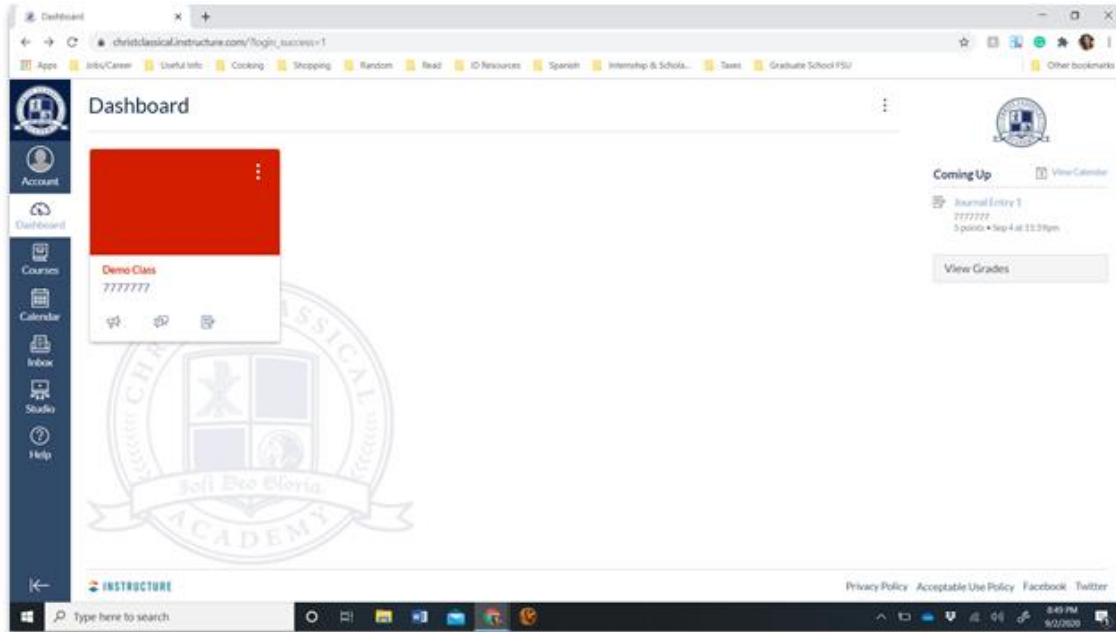 Dashboard
christclassical.instructure.com/?login_success=1
Apps Jobs/Career Useful Info Cooking Shopping Random Read ID Resources Spanish Internship & Schola... Taxes Graduate School FSU Other bookmarks
Dashboard
Account
Dashboard
Courses
Calendar
Inbox
Studio
Help
Demo Class
7777777
CHRIST CLASSICAL
Soli Deo Gloria
ACADEMY
Coming Up View Calendar
Journal Entry 1
7777777
5 points • Sep 4 at 11:59pm
View Grades
INSTRUCTURE
Privacy Policy Acceptable Use Policy Facebook Twitter
Type here to search
8:49 PM
9/2/2020